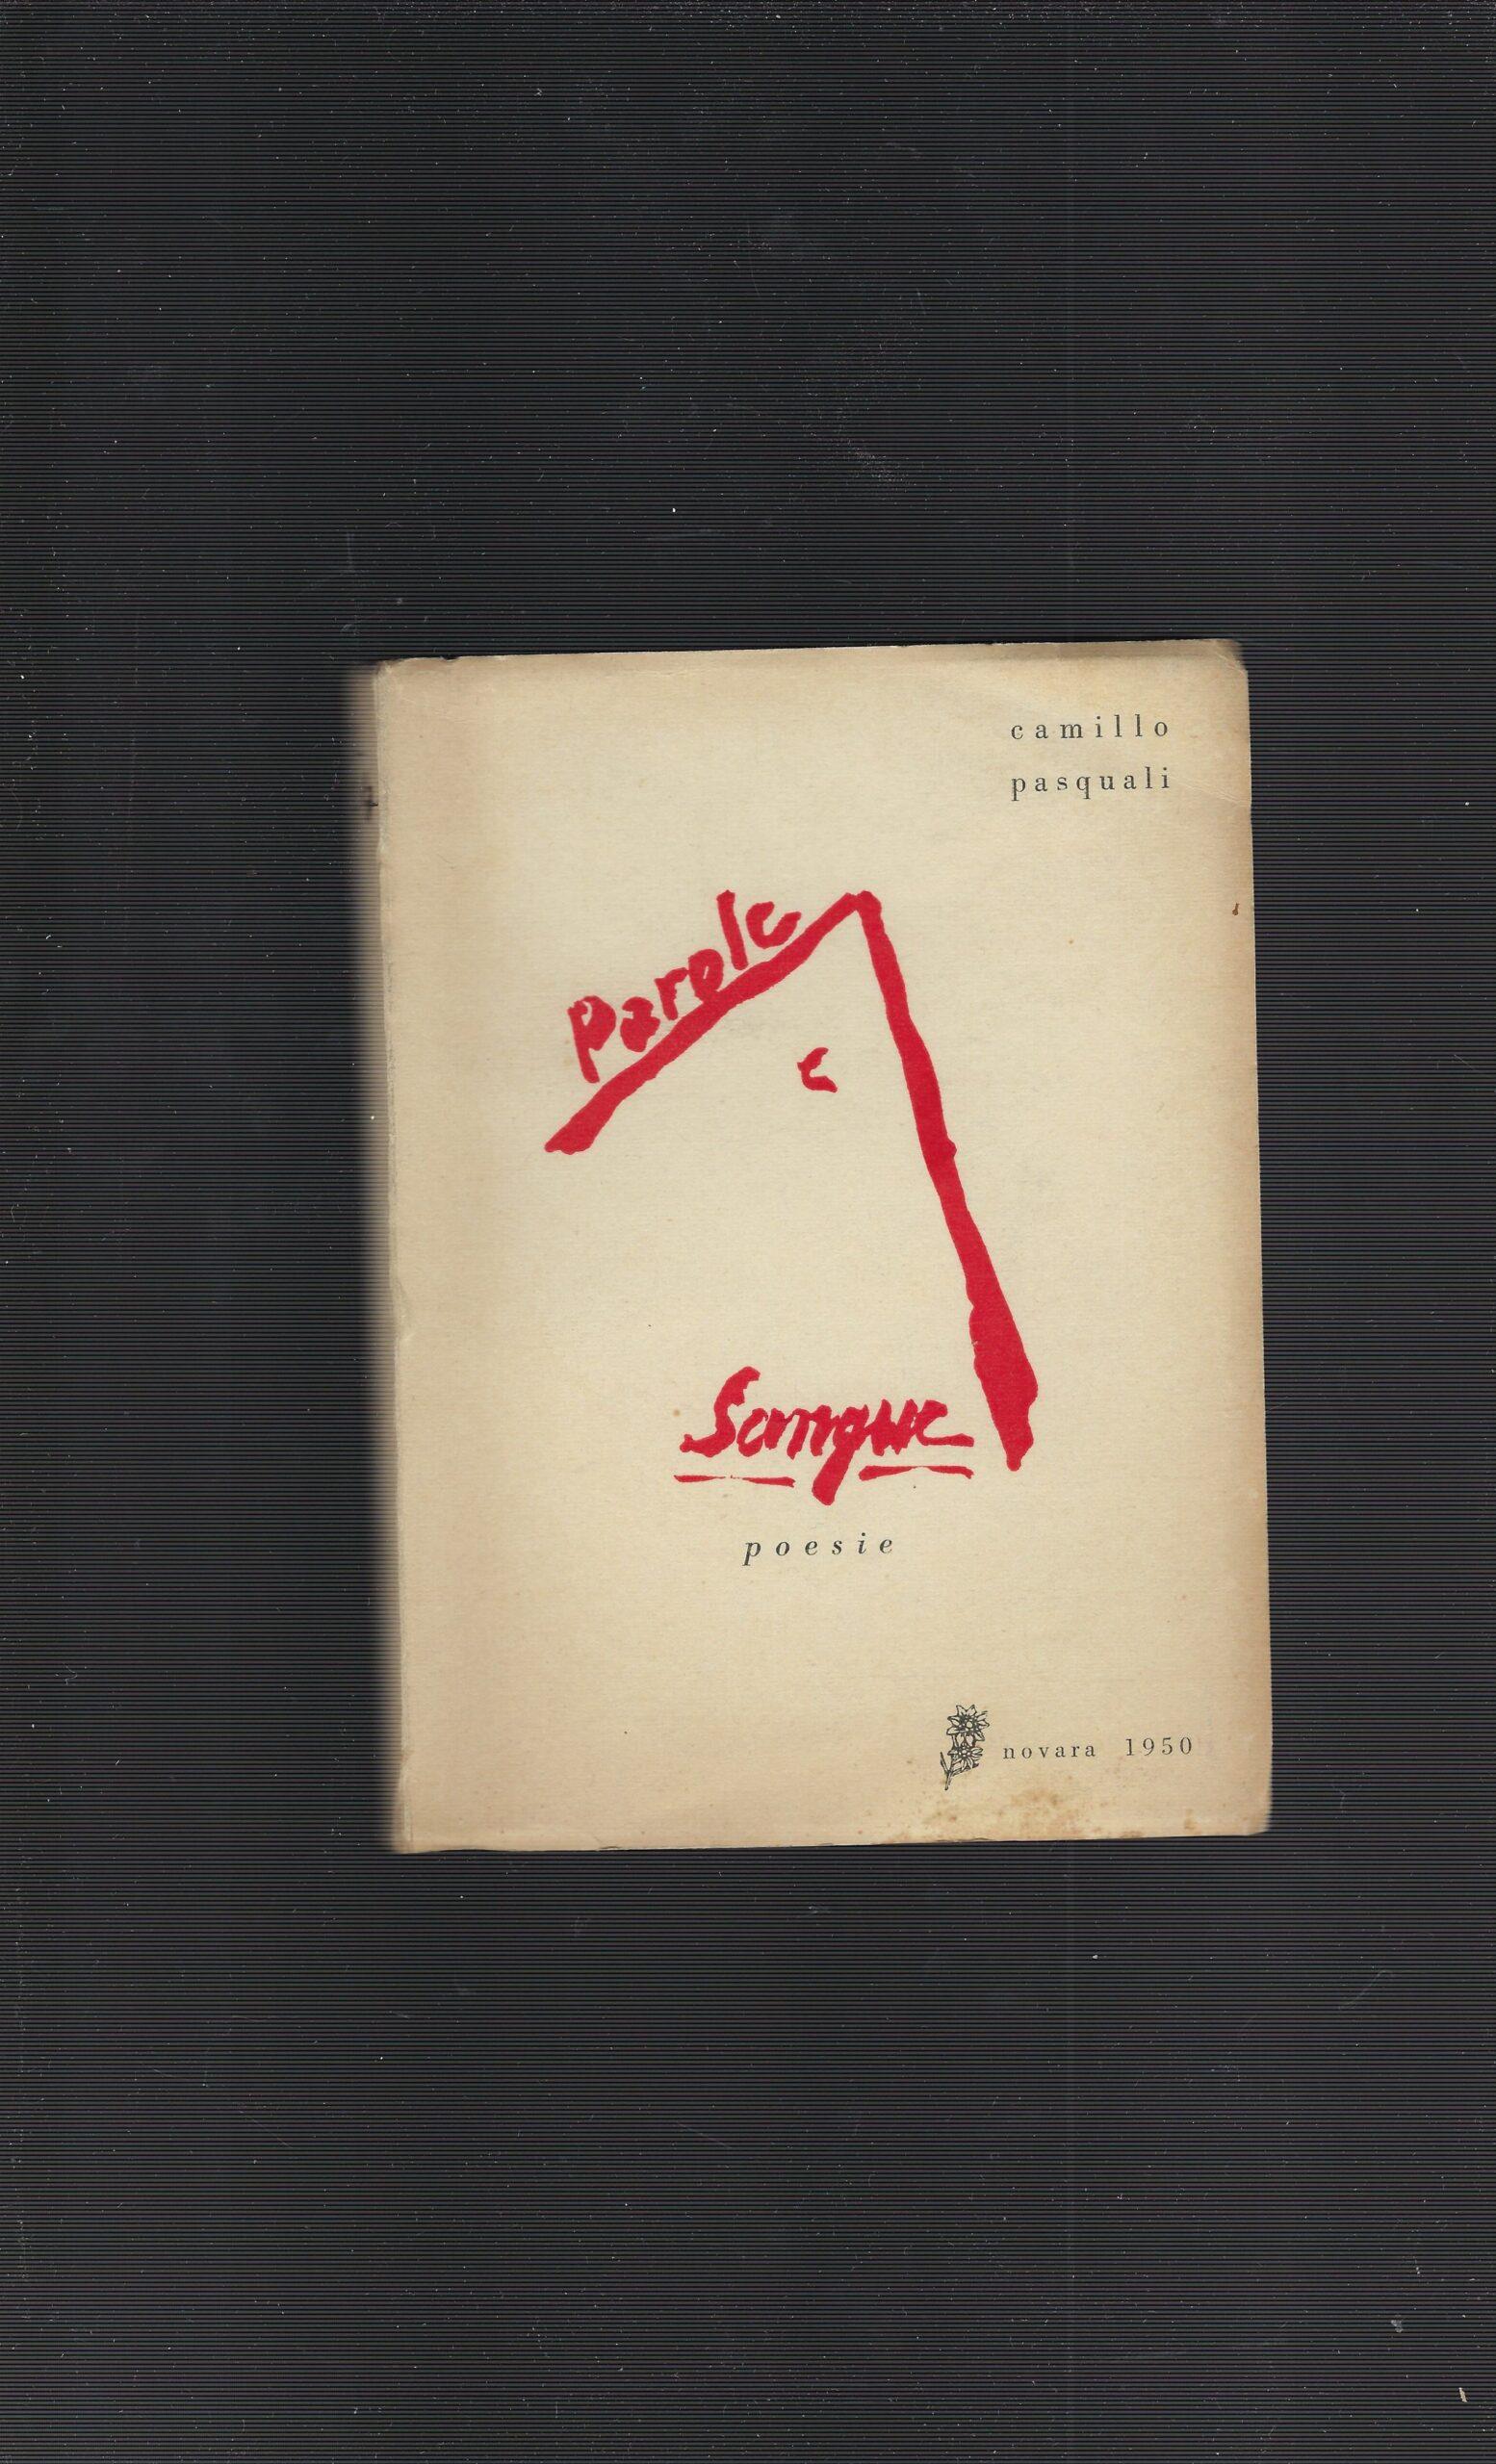 camillo
pasquali
parole
e
Sangue
poesie
novara 1950